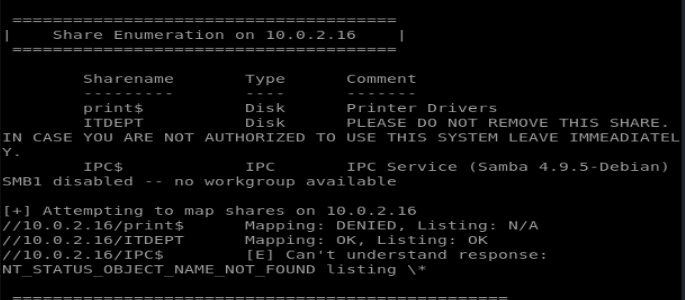 =======================================
|    Share Enumeration on 10.0.2.16    |
=======================================
Sharename       Type      Comment
---------       ----      -------
print$          Disk      Printer Drivers
ITDEPT          Disk      PLEASE DO NOT REMOVE THIS SHARE.
IN CASE YOU ARE NOT AUTHORIZED TO USE THIS SYSTEM LEAVE IMMEADIATEL
Y.
IPC$            IPC       IPC Service (Samba 4.9.5-Debian)
SMB1 disabled -- no workgroup available
[+] Attempting to map shares on 10.0.2.16
//10.0.2.16/print$      Mapping: DENIED, Listing: N/A
//10.0.2.16/ITDEPT      Mapping: OK, Listing: OK
//10.0.2.16/IPC$        [E] Can't understand response:
NT_STATUS_OBJECT_NAME_NOT_FOUND listing \*
==================================================